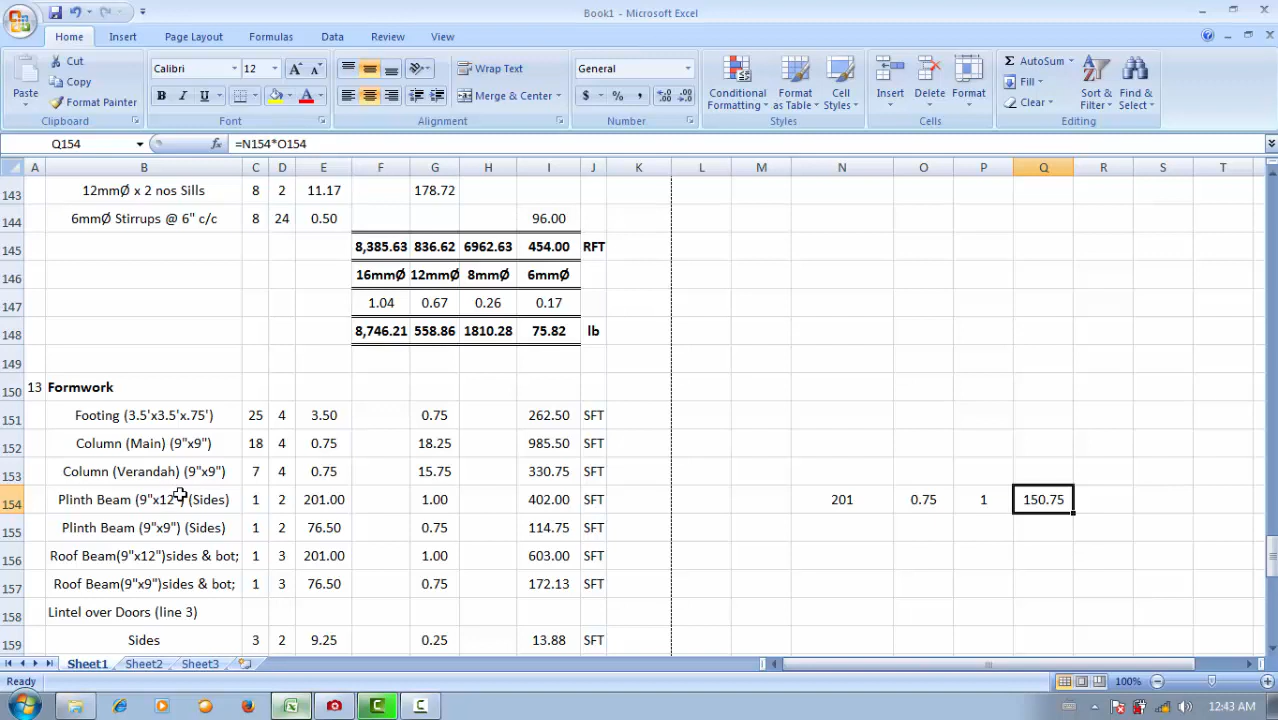 Book1 - Microsoft Excel
Home Insert Page Layout Formulas Data Review View
Paste Cut Copy Format Painter
Calibri 12 A A Wrap Text General Conditional Formatting Format as Table Cell Styles Insert Delete Format AutoSum Fill Clear Sort & Filter Find & Select
B I U A Merge & Center $ % ,
Clipboard Font Alignment Number Styles Cells Editing
Q154 fx =N154*O154
A B C D E F G H I J K L M N O P Q R S T
143 12mmØ x 2 nos Sills 8 2 11.17 178.72
144 6mmØ Stirrups @ 6" c/c 8 24 0.50 96.00
145 8,385.63 836.62 6962.63 454.00 RFT
146 16mmØ 12mmØ 8mmØ 6mmØ
147 1.04 0.67 0.26 0.17
148 8,746.21 558.86 1810.28 75.82 lb
149
150 13 Formwork
151 Footing (3.5'x3.5'x.75') 25 4 3.50 0.75 262.50 SFT
152 Column (Main) (9"x9") 18 4 0.75 18.25 985.50 SFT
153 Column (Verandah) (9"x9") 7 4 0.75 15.75 330.75 SFT
154 Plinth Beam (9"x12") (Sides) 1 2 201.00 1.00 402.00 SFT 201 0.75 1 150.75
155 Plinth Beam (9"x9") (Sides) 1 2 76.50 0.75 114.75 SFT
156 Roof Beam(9"x12")sides & bot; 1 3 201.00 1.00 603.00 SFT
157 Roof Beam(9"x9")sides & bot; 1 3 76.50 0.75 172.13 SFT
158 Lintel over Doors (line 3)
159 Sides 3 2 9.25 0.25 13.88 SFT
Sheet1 Sheet2 Sheet3
Ready 100%
12:43 AM